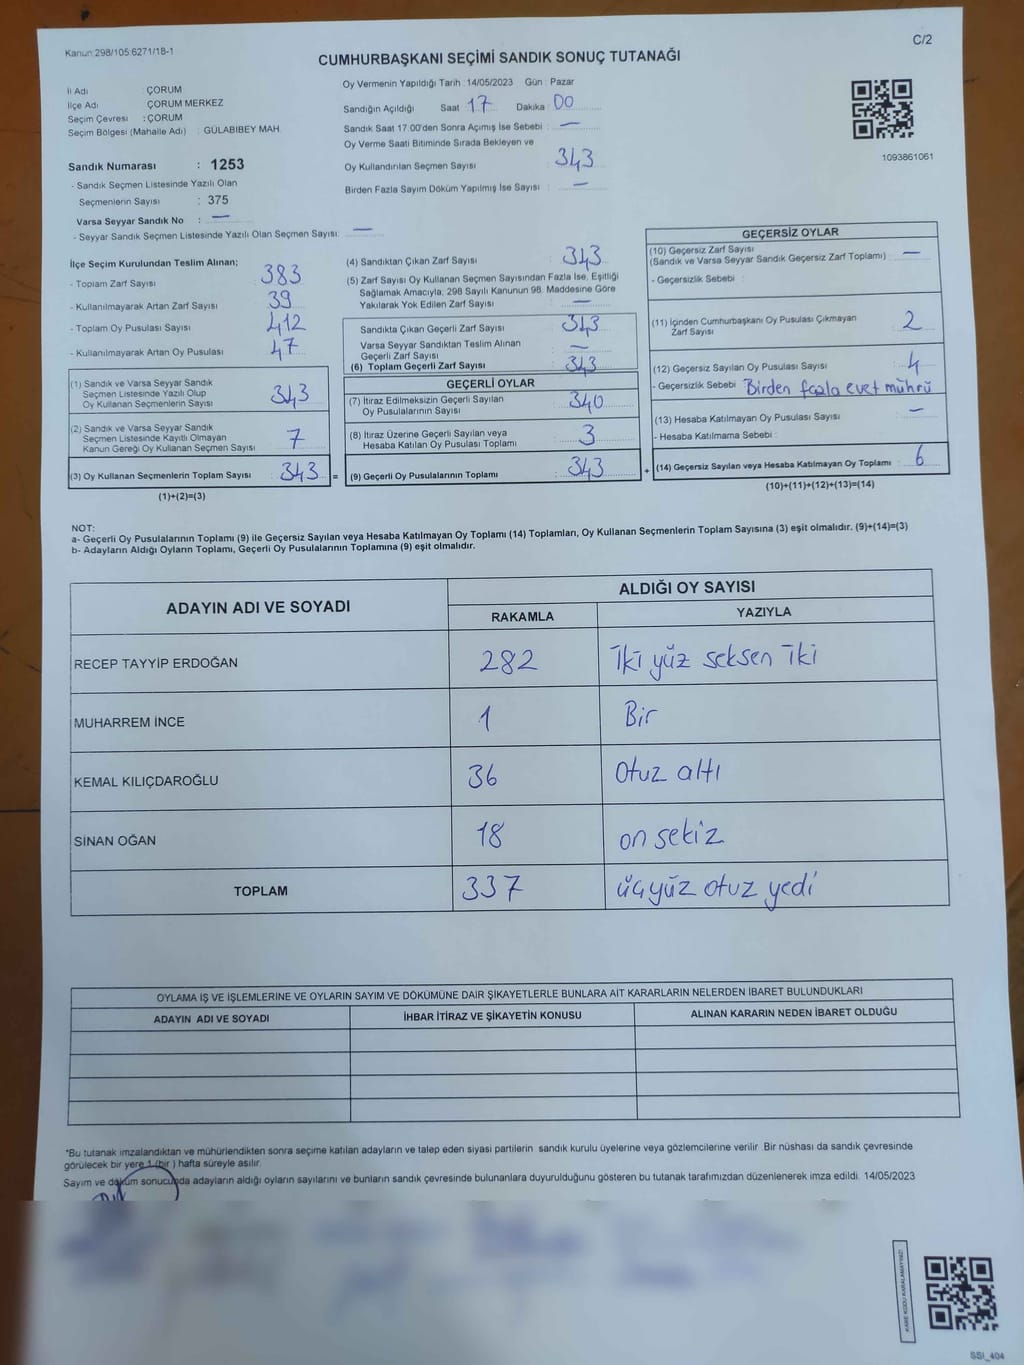 Kanun:298/105:6271/18-1
C/2
CUMHURBAŞKANI SEÇİMİ SANDIK SONUÇ TUTANAĞI
İl Adı : ÇORUM
İlçe Adı : ÇORUM MERKEZ
Seçim Çevresi : ÇORUM
Seçim Bölgesi (Mahalle Adı) : GÜLABİBEY MAH.
Sandık Numarası : 1253
- Sandık Seçmen Listesinde Yazılı Olan
Seçmenlerin Sayısı : 375
Varsa Seyyar Sandık No : —
- Seyyar Sandık Seçmen Listesinde Yazılı Olan Seçmen Sayısı: —
Oy Vermenin Yapıldığı Tarih : 14/05/2023 Gün : Pazar
Sandığın Açıldığı Saat 17 Dakika 00
Sandık Saat 17:00'den Sonra Açımış İse Sebebi : —
Oy Verme Saati Bitiminde Sırada Bekleyen ve
Oy Kullandırılan Seçmen Sayısı : 343
Birden Fazla Sayım Döküm Yapılmış İse Sayısı : —
1093861061
İlçe Seçim Kurulundan Teslim Alınan;
- Toplam Zarf Sayısı : 383
- Kullanılmayarak Artan Zarf Sayısı : 39
- Toplam Oy Pusulası Sayısı : 412
- Kullanılmayarak Artan Oy Pusulası : 47
(1) Sandık ve Varsa Seyyar Sandık
Seçmen Listesinde Yazılı Olup
Oy Kullanan Seçmenlerin Sayısı : 343
(2) Sandık ve Varsa Seyyar Sandık
Seçmen Listesinde Kayıtlı Olmayan
Kanun Gereği Oy Kullanan Seçmen Sayısı : 7
(3) Oy Kullanan Seçmenlerin Toplam Sayısı : 343 =
(1)+(2)=(3)
(4) Sandıktan Çıkan Zarf Sayısı : 343
(5) Zarf Sayısı Oy Kullanan Seçmen Sayısından Fazla İse, Eşitliği
Sağlamak Amacıyla, 298 Sayılı Kanunun 98. Maddesine Göre
Yakılarak Yok Edilen Zarf Sayısı : —
Sandıkta Çıkan Geçerli Zarf Sayısı : 343
Varsa Seyyar Sandıktan Teslim Alınan
Geçerli Zarf Sayısı : —
(6) Toplam Geçerli Zarf Sayısı : 343
GEÇERLİ OYLAR
(7) İtiraz Edilmeksizin Geçerli Sayılan
Oy Pusulalarının Sayısı : 340
(8) İtiraz Üzerine Geçerli Sayılan veya
Hesaba Katılan Oy Pusulası Toplamı : 3
(9) Geçerli Oy Pusulalarının Toplamı : 343 +
GEÇERSİZ OYLAR
(10) Geçersiz Zarf Sayısı
(Sandık ve Varsa Seyyar Sandık Geçersiz Zarf Toplamı) : —
- Geçersizlik Sebebi :
(11) İçinden Cumhurbaşkanı Oy Pusulası Çıkmayan
Zarf Sayısı : 2
(12) Geçersiz Sayılan Oy Pusulası Sayısı : 4
- Geçersizlik Sebebi : Birden fazla evet mührü
(13) Hesaba Katılmayan Oy Pusulası Sayısı : —
- Hesaba Katılmama Sebebi :
(14) Geçersiz Sayılan veya Hesaba Katılmayan Oy Toplamı : 6
(10)+(11)+(12)+(13)=(14)
NOT:
a- Geçerli Oy Pusulalarının Toplamı (9) ile Geçersiz Sayılan veya Hesaba Katılmayan Oy Toplamı (14) Toplamları, Oy Kullanan Seçmenlerin Toplam Sayısına (3) eşit olmalıdır. (9)+(14)=(3)
b- Adayların Aldığı Oyların Toplamı, Geçerli Oy Pusulalarının Toplamına (9) eşit olmalıdır.
ADAYIN ADI VE SOYADI
ALDIĞI OY SAYISI
RAKAMLA YAZIYLA
RECEP TAYYİP ERDOĞAN 282 İki yüz seksen iki
MUHARREM İNCE 1 Bir
KEMAL KILIÇDAROĞLU 36 Otuz altı
SİNAN OĞAN 18 on sekiz
TOPLAM 337 üçyüz otuz yedi
OYLAMA İŞ VE İŞLEMLERİNE VE OYLARIN SAYIM VE DÖKÜMÜNE DAİR ŞİKAYETLERLE BUNLARA AİT KARARLARIN NELERDEN İBARET BULUNDUKLARI
ADAYIN ADI VE SOYADI İHBAR İTİRAZ VE ŞİKAYETİN KONUSU ALINAN KARARIN NEDEN İBARET OLDUĞU
*Bu tutanak imzalandıktan ve mühürlendikten sonra seçime katılan adayların ve talep eden siyasi partilerin sandık kurulu üyelerine veya gözlemcilerine verilir. Bir nüshası da sandık çevresinde
görülecek bir yere 1 (bir ) hafta süreyle asılır.
Sayım ve döküm sonucunda adayların aldığı oyların sayılarını ve bunların sandık çevresinde bulunanlara duyurulduğunu gösteren bu tutanak tarafımızdan düzenlenerek imza edildi. 14/05/2023
KARE KODU KARALAMAYINIZ!
SSI_404